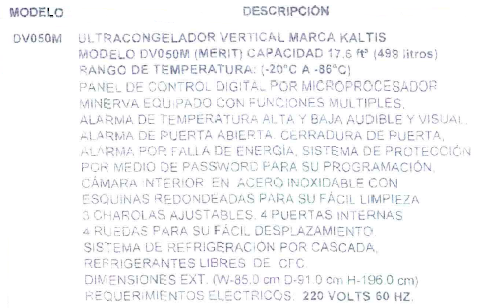 MODELO DESCRIPCIÓN
DV050M ULTRACONGELADOR VERTICAL MARCA KALTIS
MODELO DV050M (MERIT) CAPACIDAD 17.6 ft³ (498 litros)
RANGO DE TEMPERATURA: (-20°C A -86°C)
PANEL DE CONTROL DIGITAL POR MICROPROCESADOR
MINERVA EQUIPADO CON FUNCIONES MULTIPLES,
ALARMA DE TEMPERATURA ALTA Y BAJA AUDIBLE Y VISUAL,
ALARMA DE PUERTA ABIERTA, CERRADURA DE PUERTA,
ALARMA POR FALLA DE ENERGÍA, SISTEMA DE PROTECCIÓN
POR MEDIO DE PASSWORD PARA SU PROGRAMACIÓN,
CÁMARA INTERIOR EN ACERO INOXIDABLE CON
ESQUINAS REDONDEADAS PARA SU FÁCIL LIMPIEZA
3 CHAROLAS AJUSTABLES, 4 PUERTAS INTERNAS
4 RUEDAS PARA SU FÁCIL DESPLAZAMIENTO
SISTEMA DE REFRIGERACIÓN POR CASCADA,
REFRIGERANTES LIBRES DE CFC.
DIMENSIONES EXT. (W-85.0 cm D-91.0 cm H-196.0 cm)
REQUERIMIENTOS ELECTRICOS: 220 VOLTS 60 HZ.